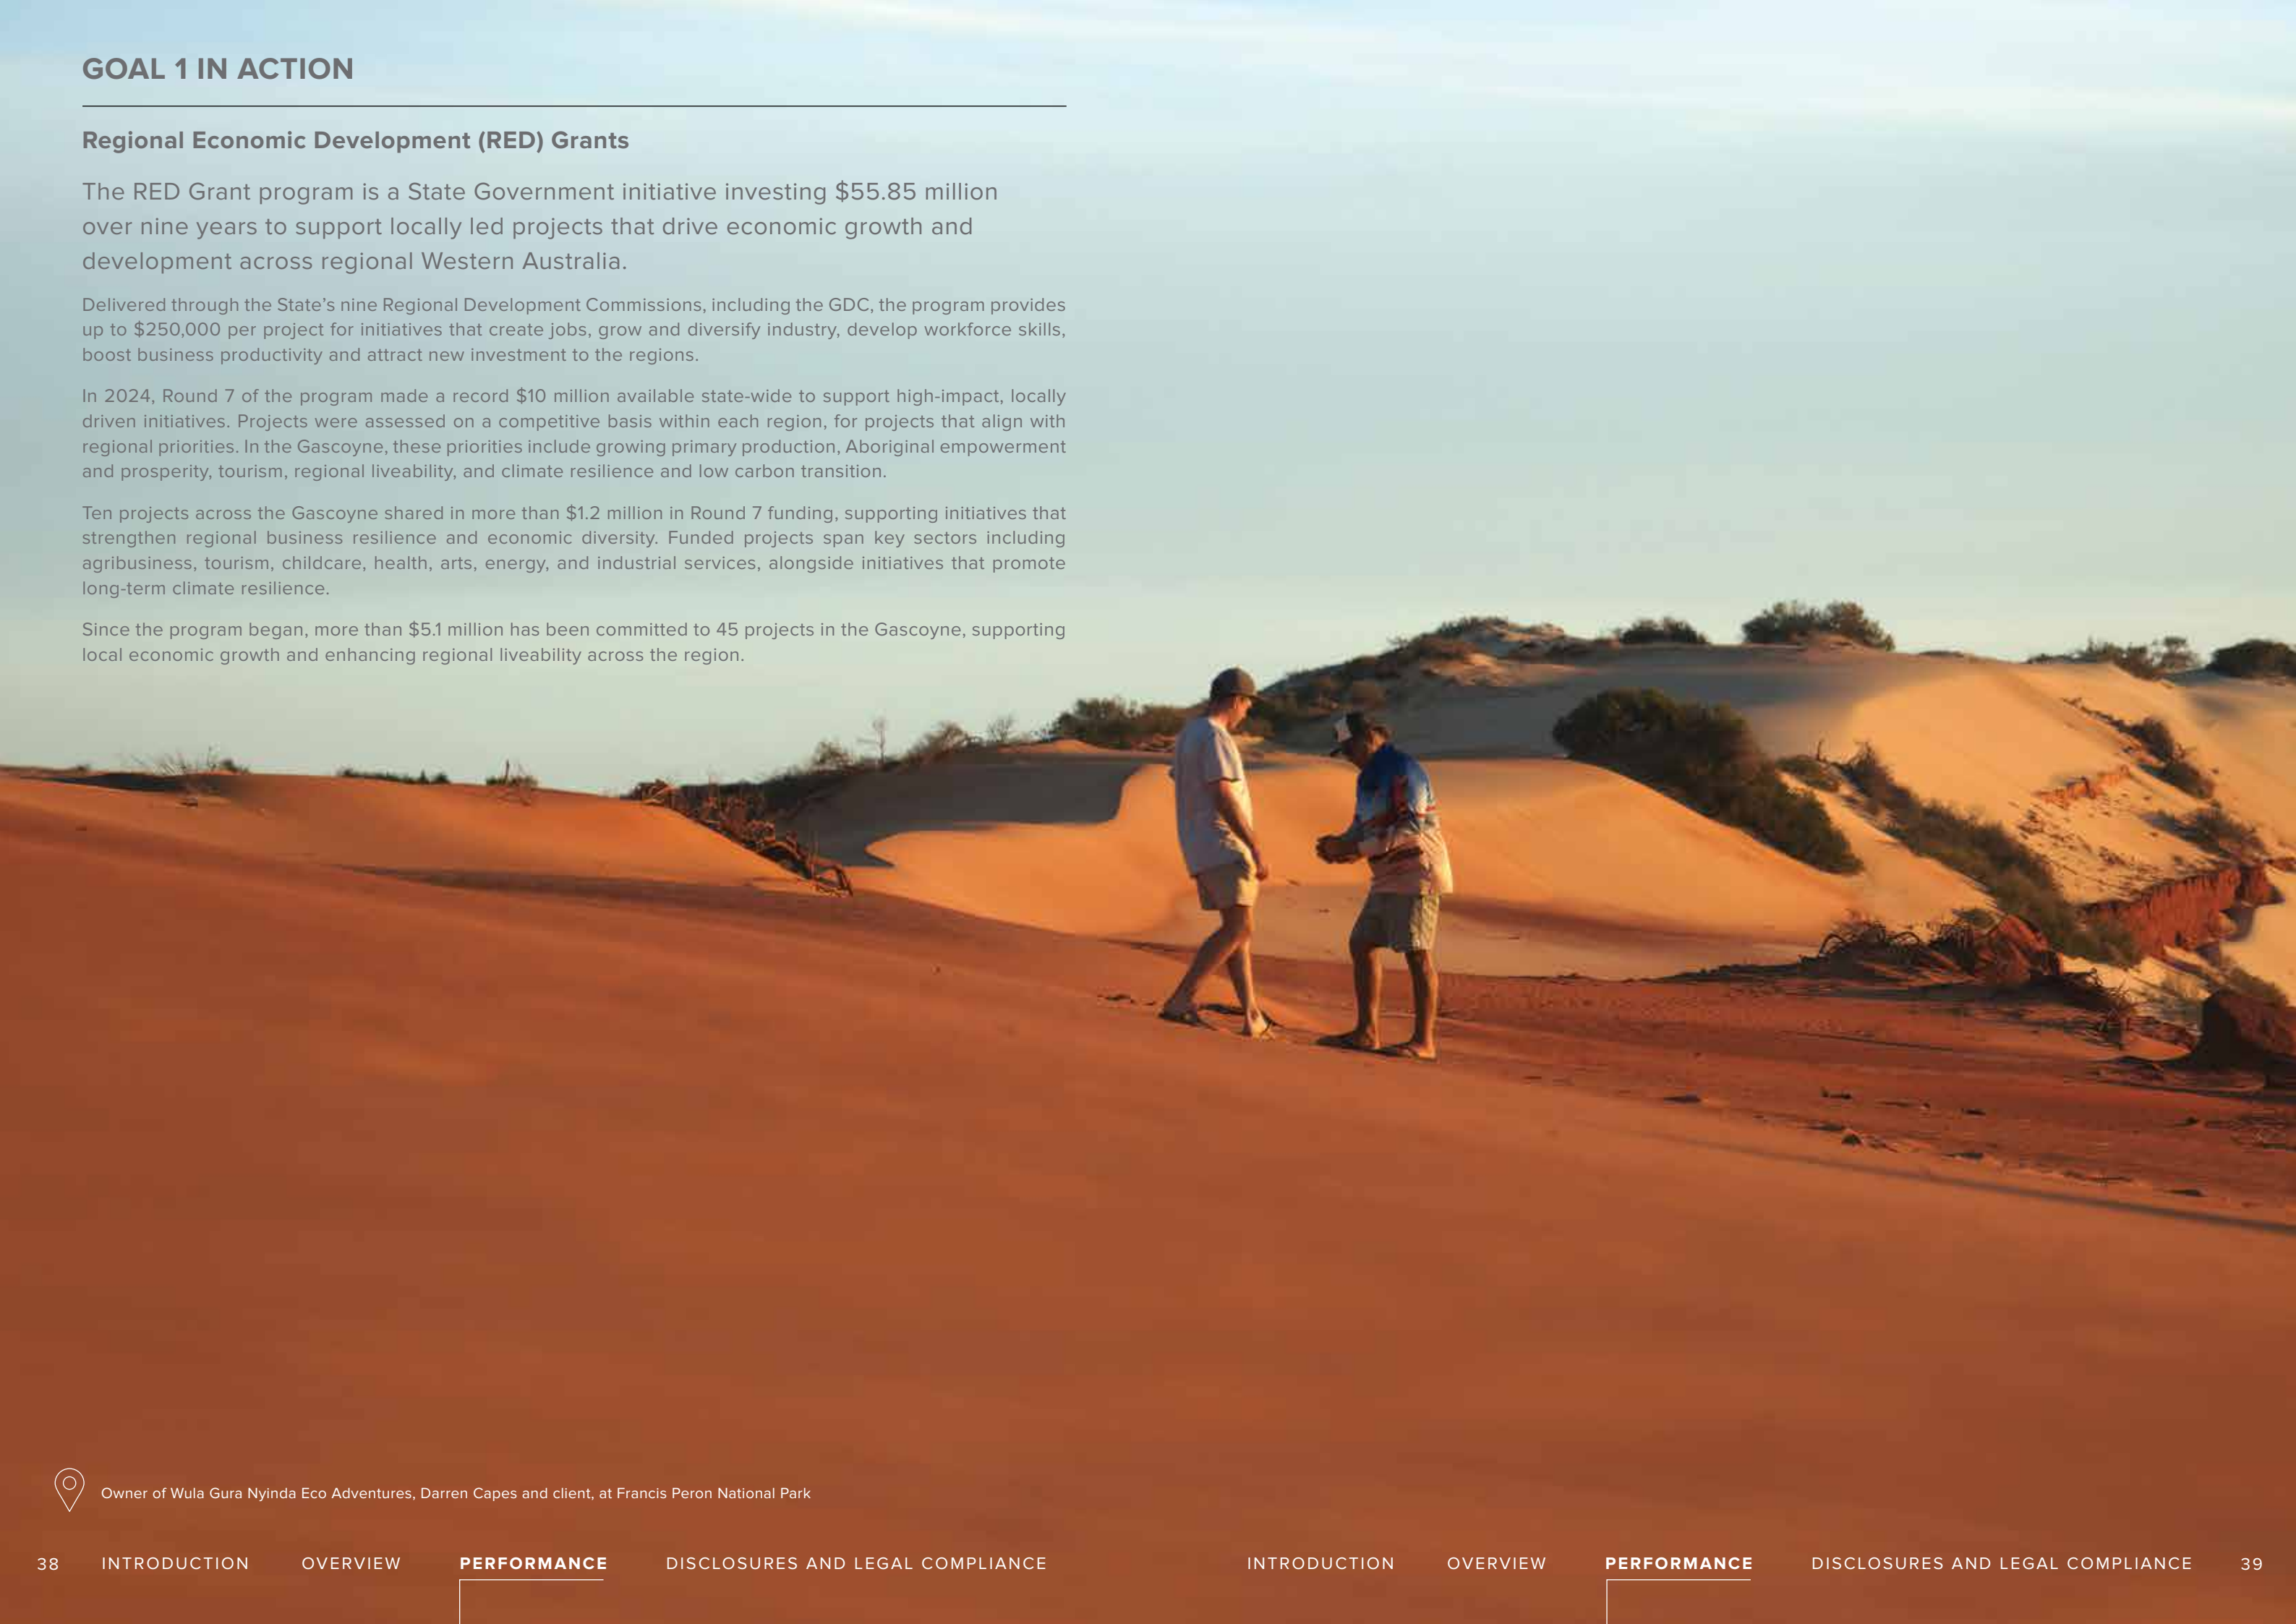 GOAL 1 IN ACTION
Regional Economic Development (RED) Grants
The RED Grant program is a State Government initiative investing $55.85 million
over nine years to support locally led projects that drive economic growth and
development across regional Western Australia.
Delivered through the State's nine Regional Development Commissions, including the GDC, the program provides
up to $250,000 per project for initiatives that create jobs, grow and diversify industry, develop workforce skills,
boost business productivity and attract new investment to the regions.
In 2024, Round 7 of the program made a record $10 million available state-wide to support high-impact, locally
driven initiatives. Projects were assessed on a competitive basis within each region, for projects that align with
regional priorities. In the Gascoyne, these priorities include growing primary production, Aboriginal empowerment
and prosperity, tourism, regional liveability, and climate resilience and low carbon transition.
Ten projects across the Gascoyne shared in more than $1.2 million in Round 7 funding, supporting initiatives that
strengthen regional business resilience and economic diversity. Funded projects span key sectors including
agribusiness, tourism, childcare, health, arts, energy, and industrial services, alongside initiatives that promote
long-term climate resilience.
Since the program began, more than $5.1 million has been committed to 45 projects in the Gascoyne, supporting
local economic growth and enhancing regional liveability across the region.
Owner of Wula Gura Nyinda Eco Adventures, Darren Capes and client, at Francis Peron National Park
38 INTRODUCTION OVERVIEW PERFORMANCE DISCLOSURES AND LEGAL COMPLIANCE
INTRODUCTION OVERVIEW PERFORMANCE DISCLOSURES AND LEGAL COMPLIANCE 39